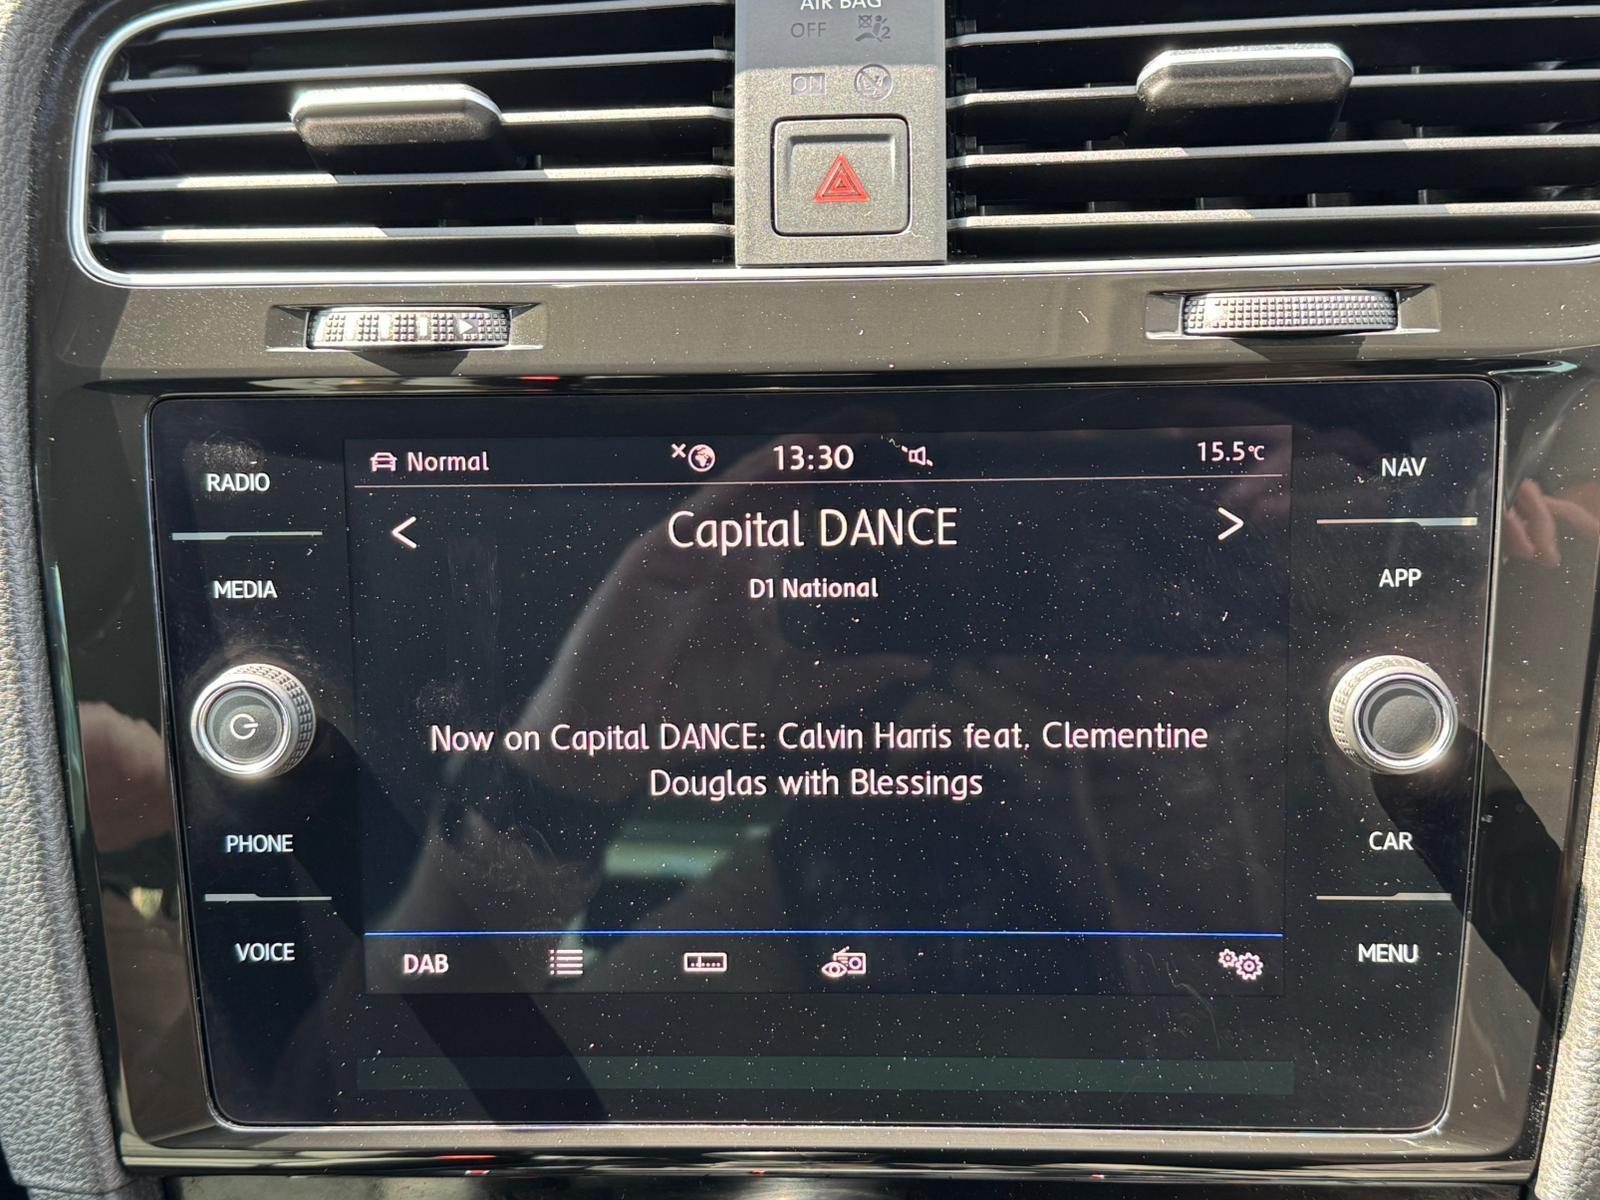 AIR BAG
OFF
2
ON
RADIO
MEDIA
PHONE
VOICE
Normal
13:30
15.5°C
Capital DANCE
D1 National
Now on Capital DANCE: Calvin Harris feat. Clementine
Douglas with Blessings
DAB
NAV
APP
CAR
MENU